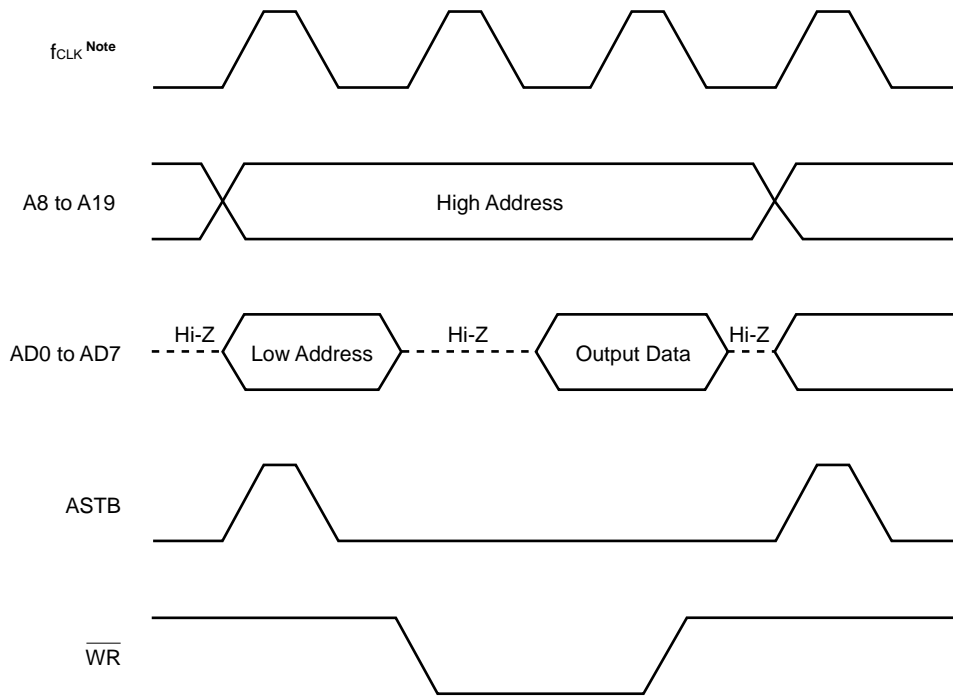 fCLK Note
A8 to A19
High Address
AD0 to AD7
Hi-Z
Low Address
Hi-Z
Output Data
Hi-Z
ASTB
WR